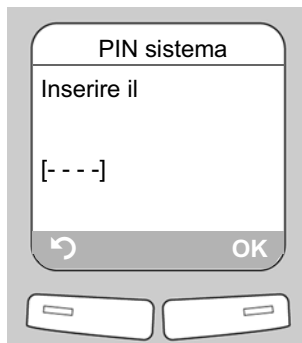 PIN sistema
Inserire il
[- - - -]
OK